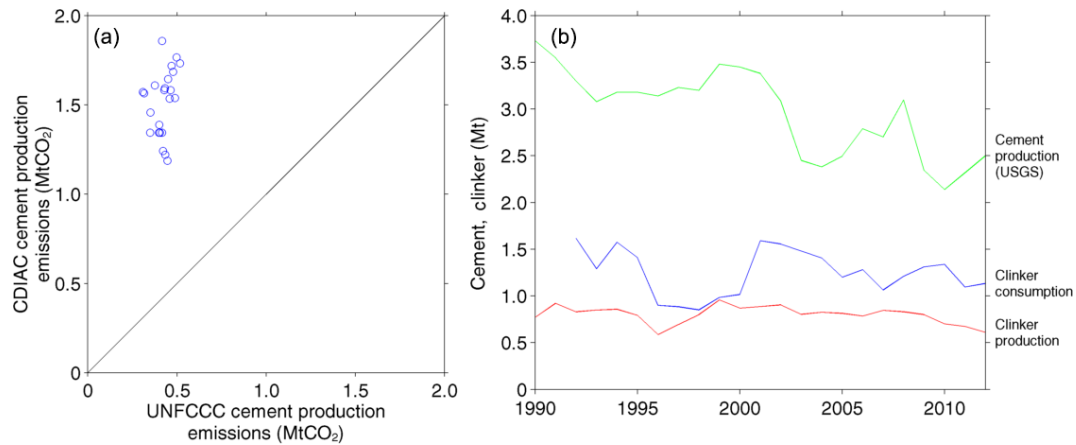 (a)
2.0
1.5
1.0
0.5
0
CDIAC cement production
emissions (MtCO₂)
0
0.5
1.0
1.5
2.0
UNFCCC cement production
emissions (MtCO₂)
(b)
4.0
3.5
3.0
2.5
2.0
1.5
1.0
0.5
0
Cement, clinker (Mt)
1990
1995
2000
2005
2010
Cement
production
(USGS)
Clinker
consumption
Clinker
production